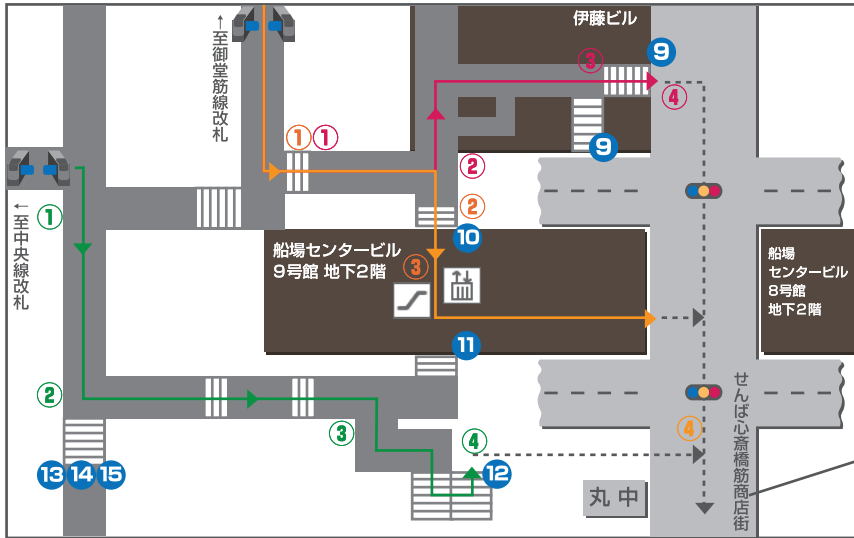 伊藤ビル
9
③
④
←至御堂筋線改札
① ①
9
②
①
←至中央線改札
②
10
船場センタービル
9号館 地下2階
③
船場
センタービル
8号館
地下2階
11
②
③
④
④
せんば心斎橋筋商店街
13 14 15
12
丸中